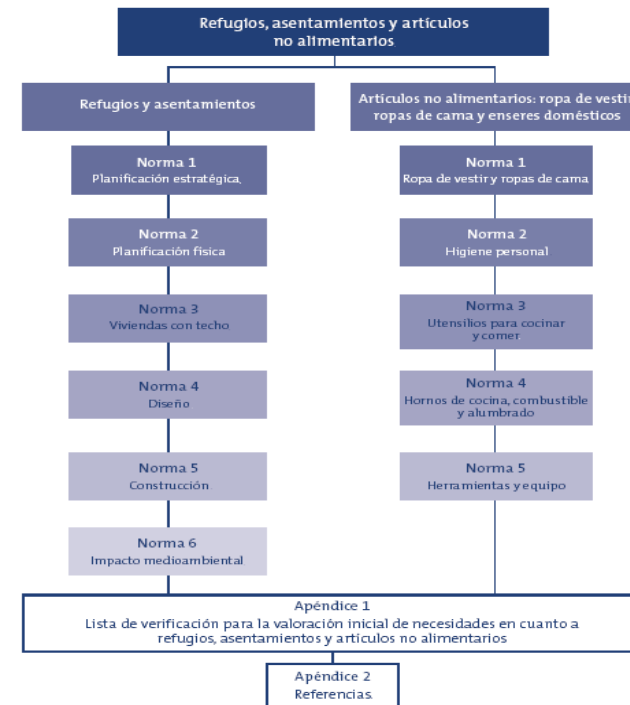 Refugios, asentamientos y artículos
no alimentarios
Refugios y asentamientos
Norma 1
Planificación estratégica.
Norma 2
Planificación física
Norma 3
Viviendas con techo
Norma 4
Diseño
Norma 5
Construcción
Norma 6
Impacto medioambiental
Artículos no alimentarios: ropa de vestir
ropas de cama y enseres domésticos
Norma 1
Ropa de vestir y ropas de cama
Norma 2
Higiene personal
Norma 3
Utensilios para cocinar
y comer
Norma 4
Hornos de cocina, combustible
y alumbrado
Norma 5
Herramientas y equipo
Apéndice 1
Lista de verificación para la valoración inicial de necesidades en cuanto a
refugios, asentamientos y artículos no alimentarios
Apéndice 2
Referencias.